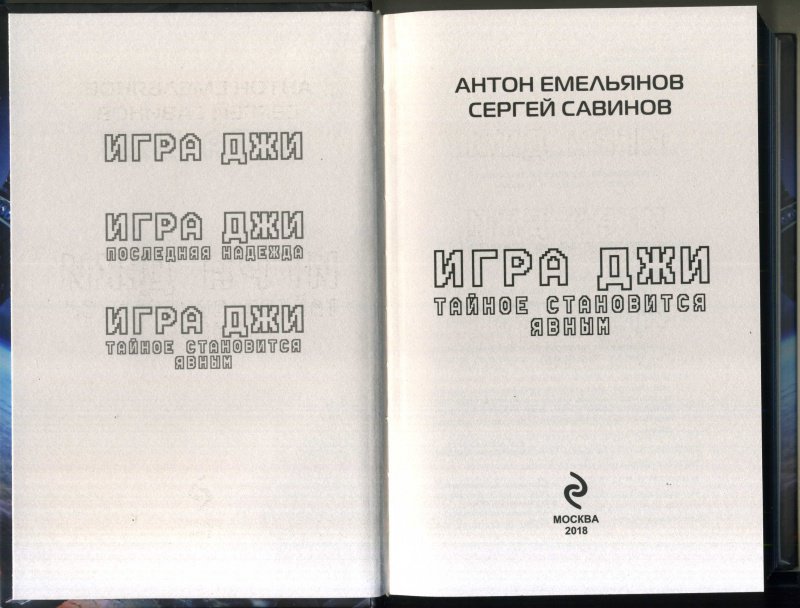 ИГРА ДЖИ
ИГРА ДЖИ
ПОСЛЕДНЯЯ НАДЕЖДА
ИГРА ДЖИ
ТАЙНОЕ СТАНОВИТСЯ
ЯВНЫМ
АНТОН ЕМЕЛЬЯНОВ
СЕРГЕЙ САВИНОВ
ИГРА ДЖИ
ТАЙНОЕ СТАНОВИТСЯ
ЯВНЫМ
МОСКВА
2018